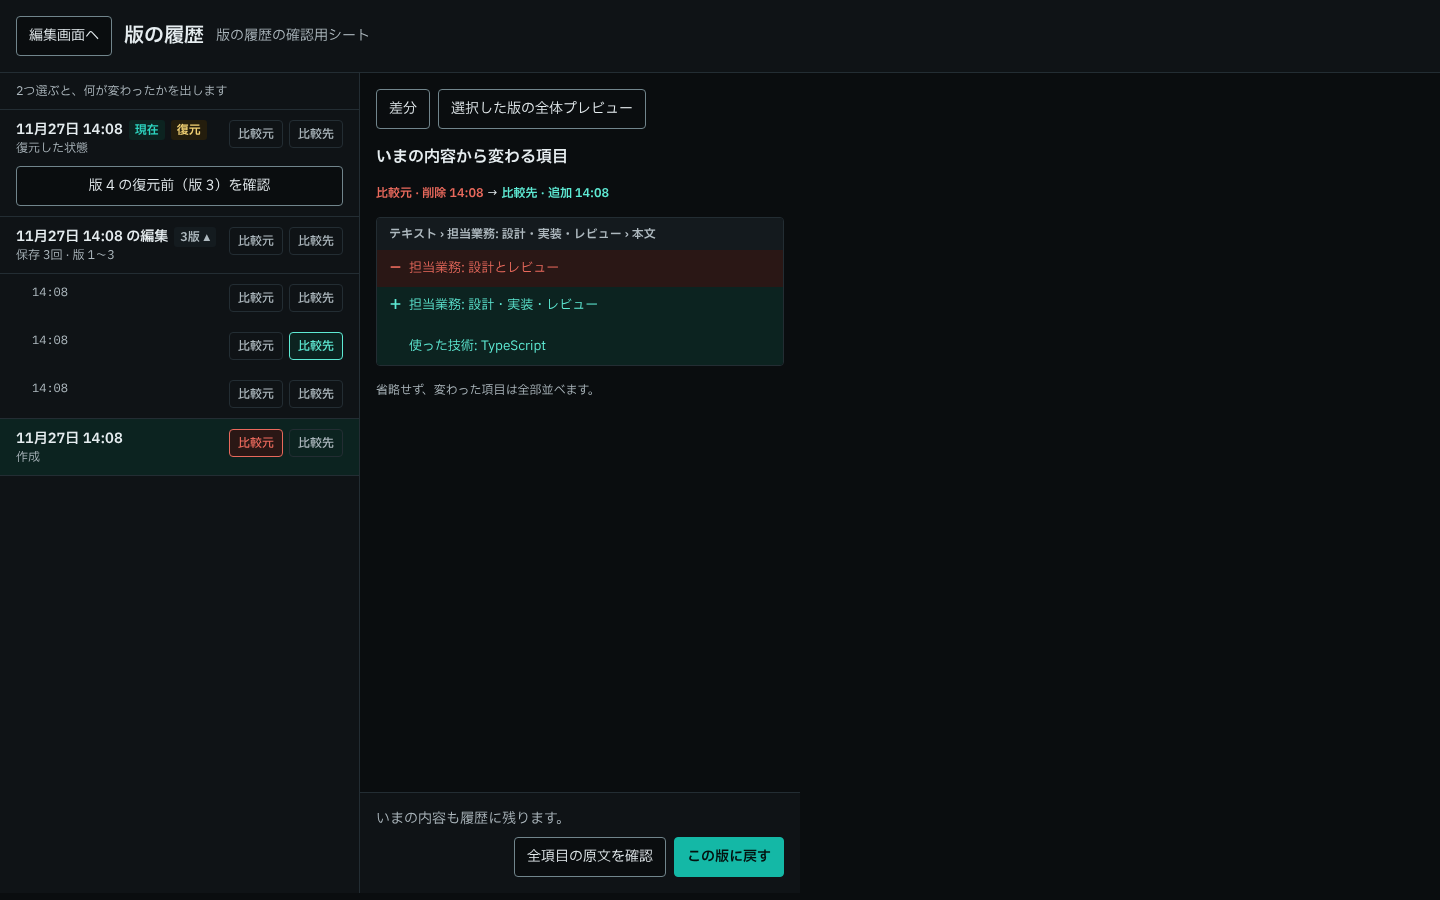 編集画面へ
版の履歴
版の履歴の確認用シート
2つ選ぶと、何が変わったかを出します
11月27日 14:08 現在 復元 比較元 比較先
復元した状態
版 4 の復元前（版 3）を確認
11月27日 14:08 の編集 3版 ▴ 比較元 比較先
保存 3回 · 版 1〜3
14:08 比較元 比較先
14:08 比較元 比較先
14:08 比較元 比較先
11月27日 14:08 比較元 比較先
作成
差分
選択した版の全体プレビュー
いまの内容から変わる項目
比較元 · 削除 14:08 → 比較先 · 追加 14:08
テキスト › 担当業務: 設計・実装・レビュー › 本文
− 担当業務: 設計とレビュー
+ 担当業務: 設計・実装・レビュー
使った技術: TypeScript
省略せず、変わった項目は全部並べます。
いまの内容も履歴に残ります。
全項目の原文を確認
この版に戻す